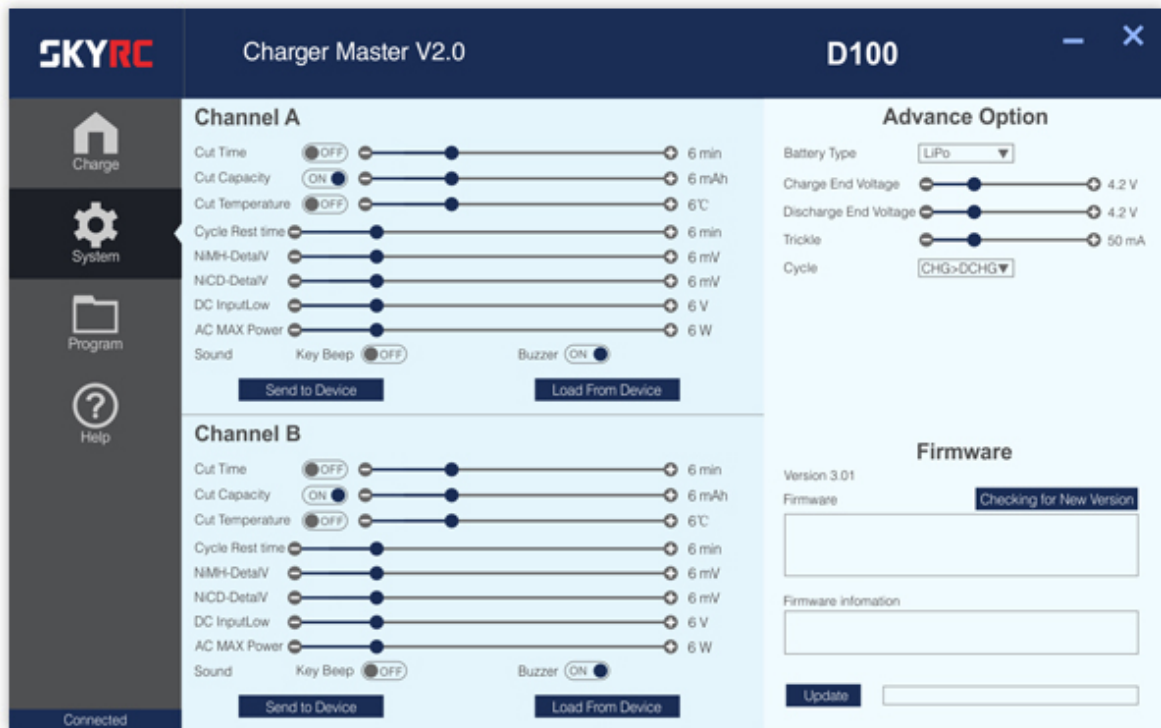 SKYRC
Charger Master V2.0
D100
Charge
System
Program
Help
Connected
Channel A
Cut Time OFF 6 min
Cut Capacity ON 6 mAh
Cut Temperature OFF 6℃
Cycle Rest time 6 min
NiMH-DetalV 6 mV
NiCD-DetalV 6 mV
DC InputLow 6 V
AC MAX Power 6 W
Sound Key Beep OFF Buzzer ON
Send to Device Load From Device
Channel B
Cut Time OFF 6 min
Cut Capacity ON 6 mAh
Cut Temperature OFF 6℃
Cycle Rest time 6 min
NiMH-DetalV 6 mV
NiCD-DetalV 6 mV
DC InputLow 6 V
AC MAX Power 6 W
Sound Key Beep OFF Buzzer ON
Send to Device Load From Device
Advance Option
Battery Type LiPo
Charge End Voltage 4.2 V
Discharge End Voltage 4.2 V
Trickle 50 mA
Cycle CHG>DCHG
Firmware
Version 3.01
Firmware Checking for New Version
Firmware infomation
Update